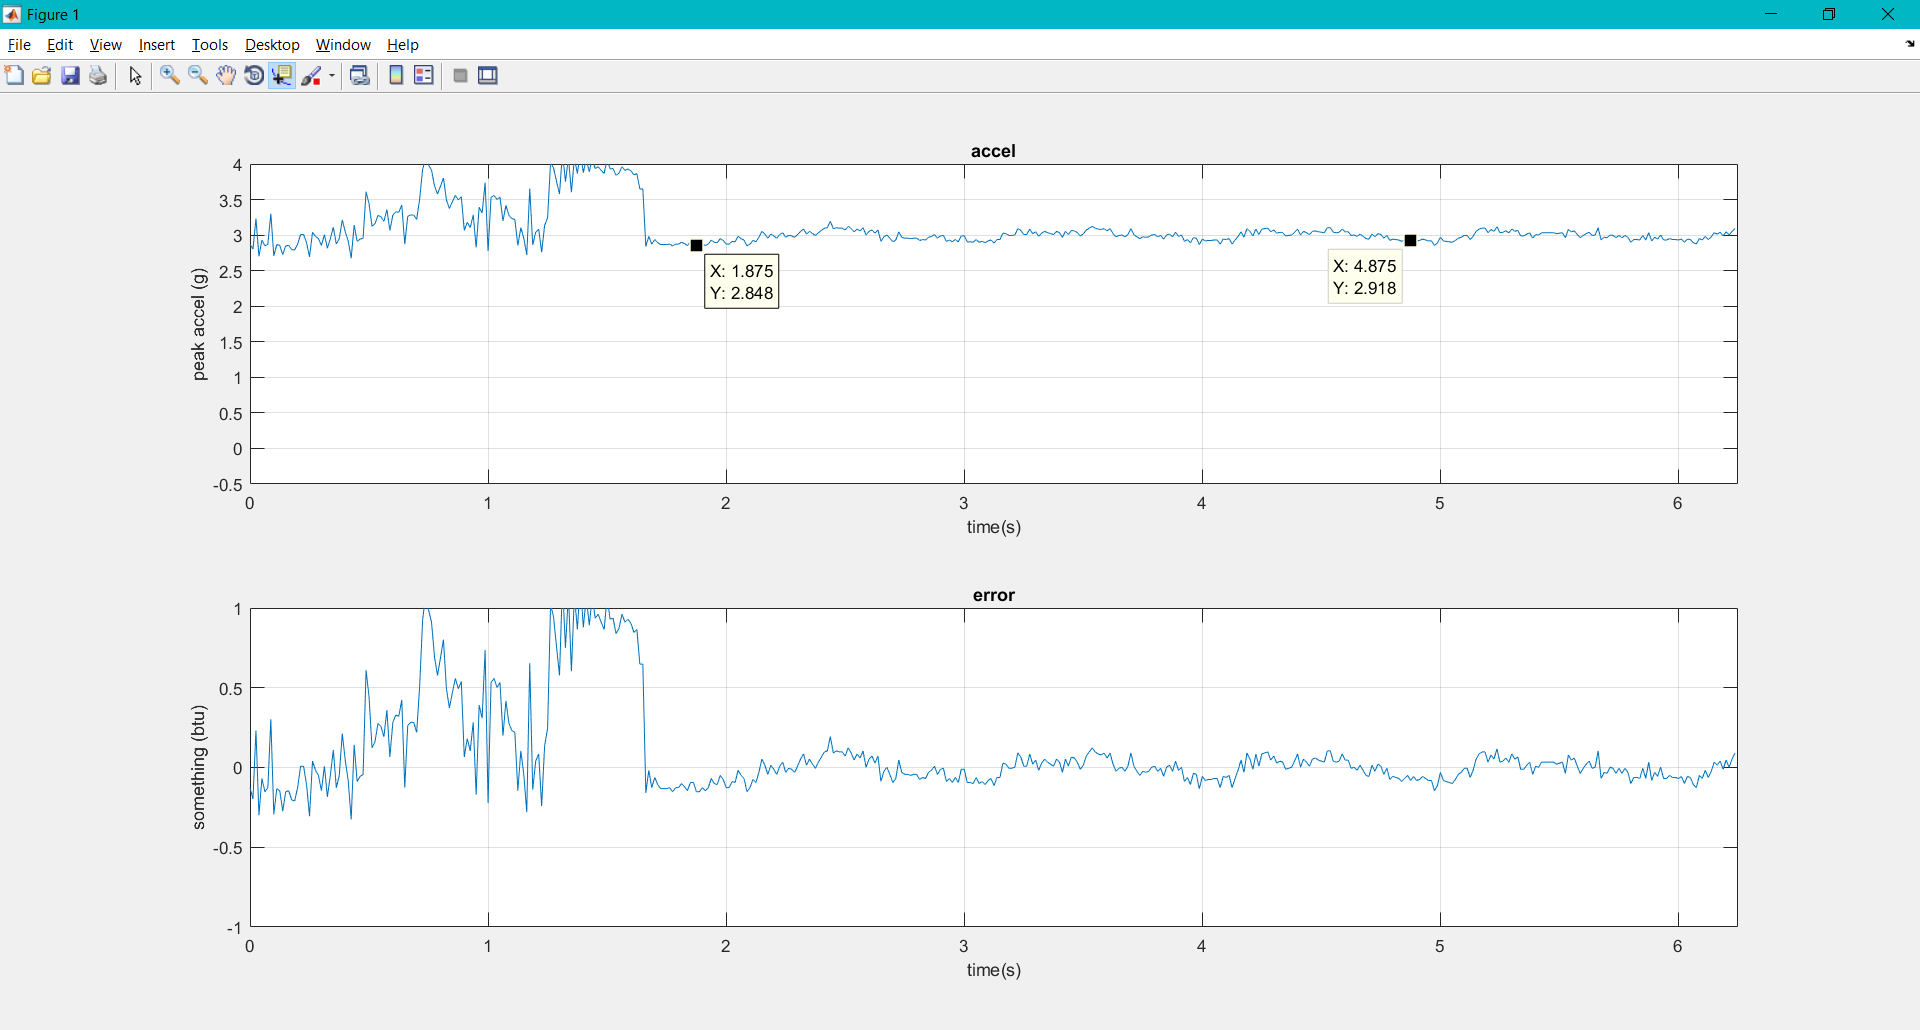 Figure 1
File Edit View Insert Tools Desktop Window Help
accel
4
3.5
3
2.5
2
1.5
1
0.5
0
-0.5
peak accel (g)
X: 1.875
Y: 2.848
X: 4.875
Y: 2.918
0 1 2 3 4 5 6
time(s)
error
1
0.5
0
-0.5
-1
something (btu)
0 1 2 3 4 5 6
time(s)